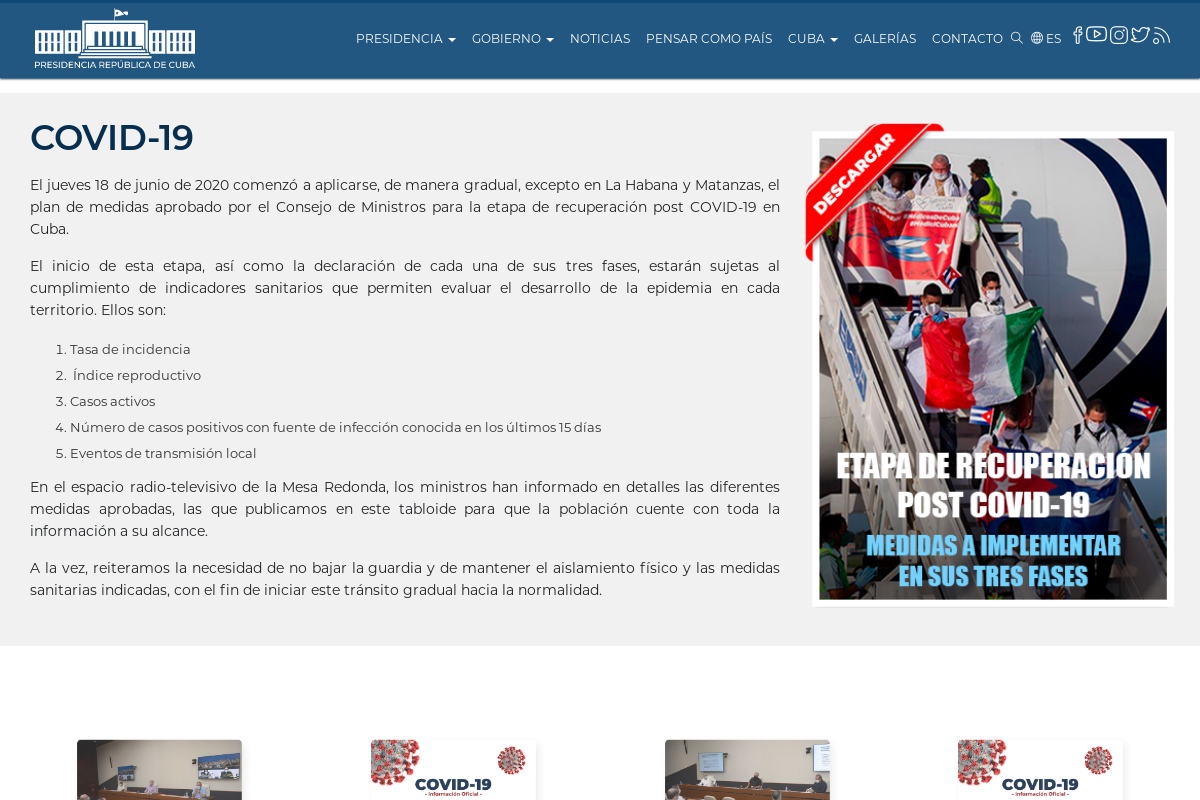 PRESIDENCIA REPÚBLICA DE CUBA
PRESIDENCIA GOBIERNO NOTICIAS PENSAR COMO PAÍS CUBA GALERÍAS CONTACTO ES
COVID-19
El jueves 18 de junio de 2020 comenzó a aplicarse, de manera gradual, excepto en La Habana y Matanzas, el
plan de medidas aprobado por el Consejo de Ministros para la etapa de recuperación post COVID-19 en
Cuba.
El inicio de esta etapa, así como la declaración de cada una de sus tres fases, estarán sujetas al
cumplimiento de indicadores sanitarios que permiten evaluar el desarrollo de la epidemia en cada
territorio. Ellos son:
1. Tasa de incidencia
2. Índice reproductivo
3. Casos activos
4. Número de casos positivos con fuente de infección conocida en los últimos 15 días
5. Eventos de transmisión local
En el espacio radio-televisivo de la Mesa Redonda, los ministros han informado en detalles las diferentes
medidas aprobadas, las que publicamos en este tabloide para que la población cuente con toda la
información a su alcance.
A la vez, reiteramos la necesidad de no bajar la guardia y de mantener el aislamiento físico y las medidas
sanitarias indicadas, con el fin de iniciar este tránsito gradual hacia la normalidad.
DESCARGAR
ETAPA DE RECUPERACIÓN
POST COVID-19
MEDIDAS A IMPLEMENTAR
EN SUS TRES FASES
COVID-19
- Información Oficial -
COVID-19
- Información Oficial -